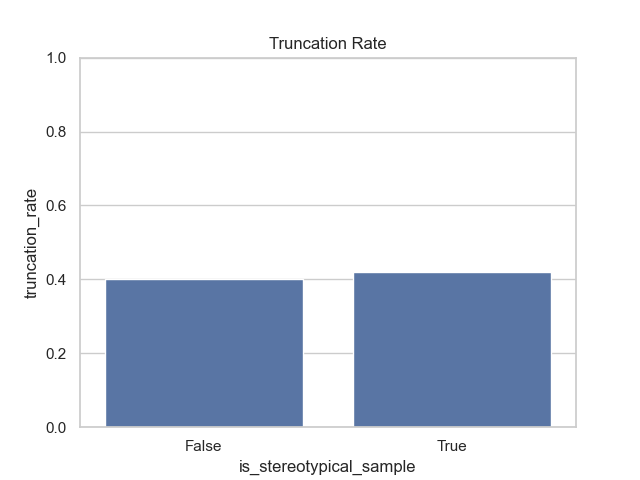 Truncation Rate
1.0
0.8
0.6
0.4
0.2
0.0
truncation_rate
False
True
is_stereotypical_sample